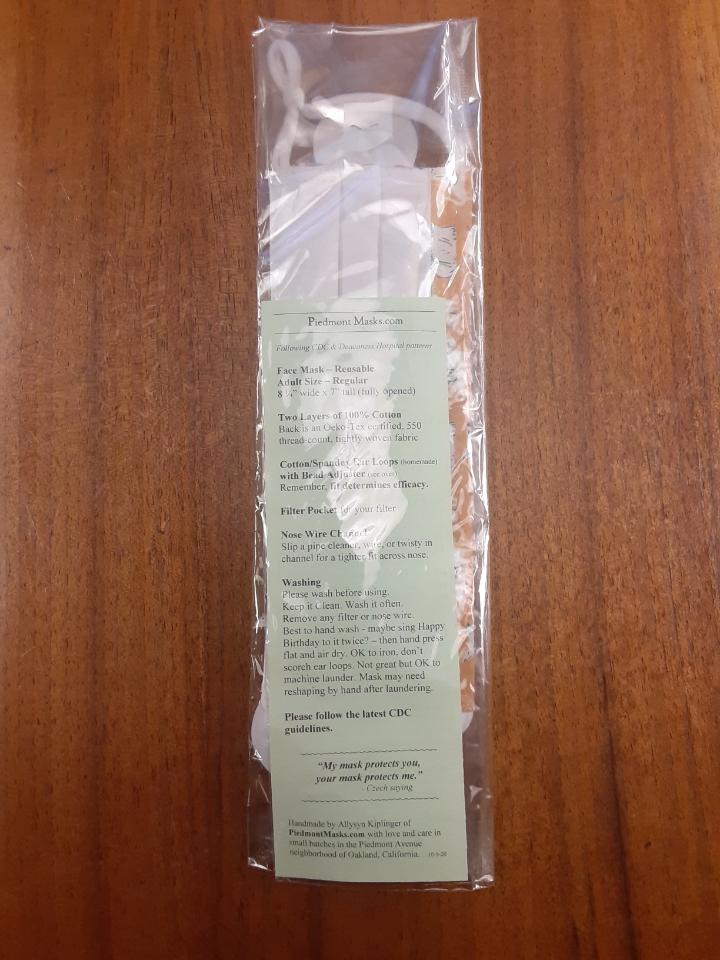 Piedmont Masks.com
Following CDC & Deaconess Hospital patterns
Face Mask – Reusable
Adult Size – Regular
8 ¼” wide x 7” tall (fully opened)
Two Layers of 100% Cotton
Back is an Oeko-Tex certified, 550
thread-count, tightly woven fabric
Cotton/Spandex Ear Loops (homemade)
with Bead Adjuster (see over)
Remember, fit determines efficacy.
Filter Pocket for your filter
Nose Wire Channel
Slip a pipe cleaner, wire, or twisty in
channel for a tighter fit across nose.
Washing
Please wash before using.
Keep it Clean. Wash it often.
Remove any filter or nose wire.
Best to hand wash - maybe sing Happy
Birthday to it twice? – then hand press
flat and air dry. OK to iron, don’t
scorch ear loops. Not great but OK to
machine launder. Mask may need
reshaping by hand after laundering.
Please follow the latest CDC
guidelines.
“My mask protects you,
your mask protects me.”
- Czech saying
Handmade by Allysyn Kiplinger of
PiedmontMasks.com with love and care in
small batches in the Piedmont Avenue
neighborhood of Oakland, California.